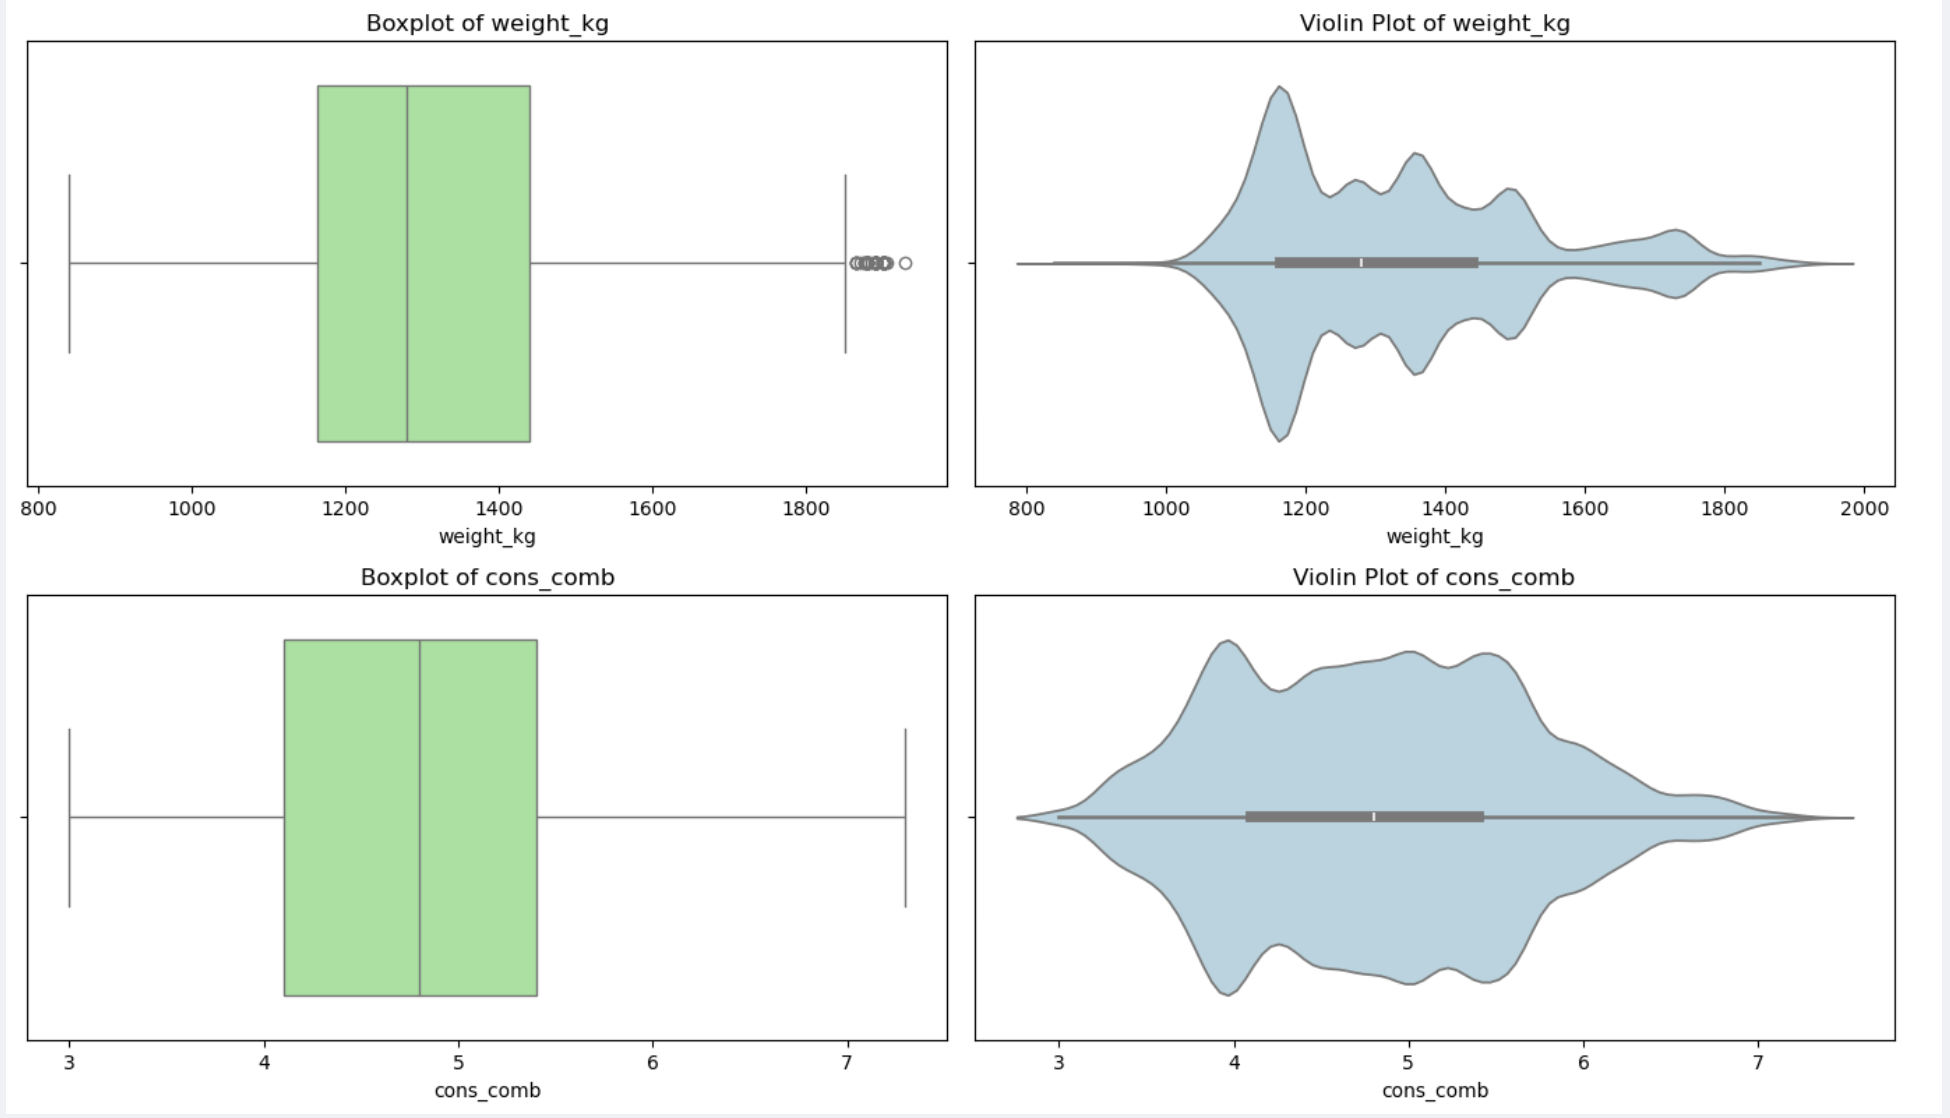 Boxplot of weight_kg
800 1000 1200 1400 1600 1800
weight_kg
Violin Plot of weight_kg
800 1000 1200 1400 1600 1800 2000
weight_kg
Boxplot of cons_comb
3 4 5 6 7
cons_comb
Violin Plot of cons_comb
3 4 5 6 7
cons_comb